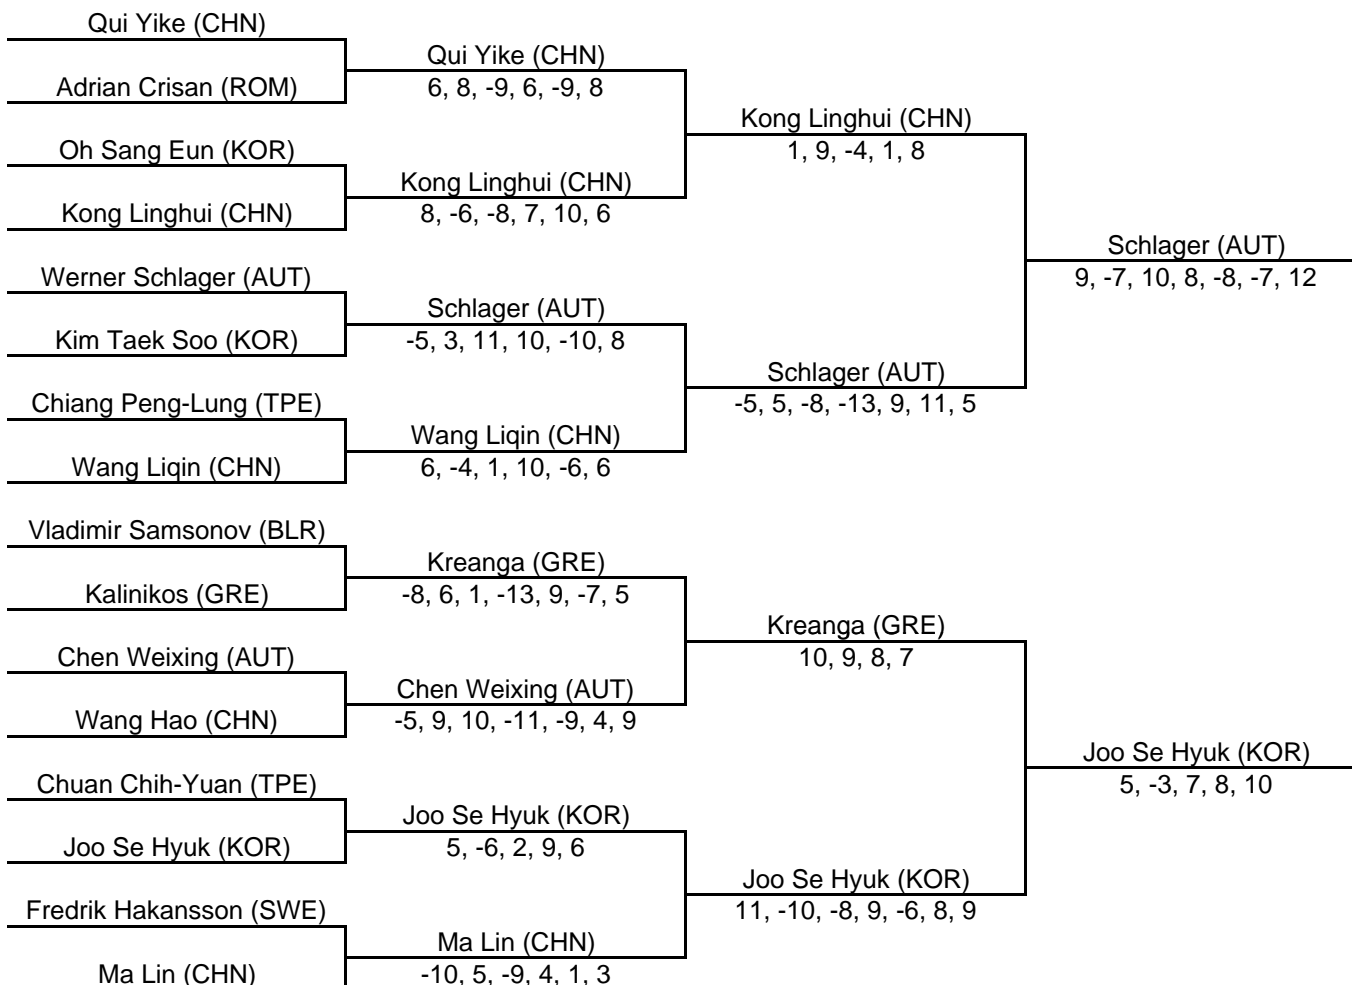 Qui Yike (CHN)
Adrian Crisan (ROM)
Oh Sang Eun (KOR)
Kong Linghui (CHN)
Werner Schlager (AUT)
Kim Taek Soo (KOR)
Chiang Peng-Lung (TPE)
Wang Liqin (CHN)
Vladimir Samsonov (BLR)
Kalinikos (GRE)
Chen Weixing (AUT)
Wang Hao (CHN)
Chuan Chih-Yuan (TPE)
Joo Se Hyuk (KOR)
Fredrik Hakansson (SWE)
Ma Lin (CHN)
Qui Yike (CHN)
6, 8, -9, 6, -9, 8
Kong Linghui (CHN)
8, -6, -8, 7, 10, 6
Schlager (AUT)
-5, 3, 11, 10, -10, 8
Wang Liqin (CHN)
6, -4, 1, 10, -6, 6
Kreanga (GRE)
-8, 6, 1, -13, 9, -7, 5
Chen Weixing (AUT)
-5, 9, 10, -11, -9, 4, 9
Joo Se Hyuk (KOR)
5, -6, 2, 9, 6
Ma Lin (CHN)
-10, 5, -9, 4, 1, 3
Kong Linghui (CHN)
1, 9, -4, 1, 8
Schlager (AUT)
-5, 5, -8, -13, 9, 11, 5
Kreanga (GRE)
10, 9, 8, 7
Joo Se Hyuk (KOR)
11, -10, -8, 9, -6, 8, 9
Schlager (AUT)
9, -7, 10, 8, -8, -7, 12
Joo Se Hyuk (KOR)
5, -3, 7, 8, 10